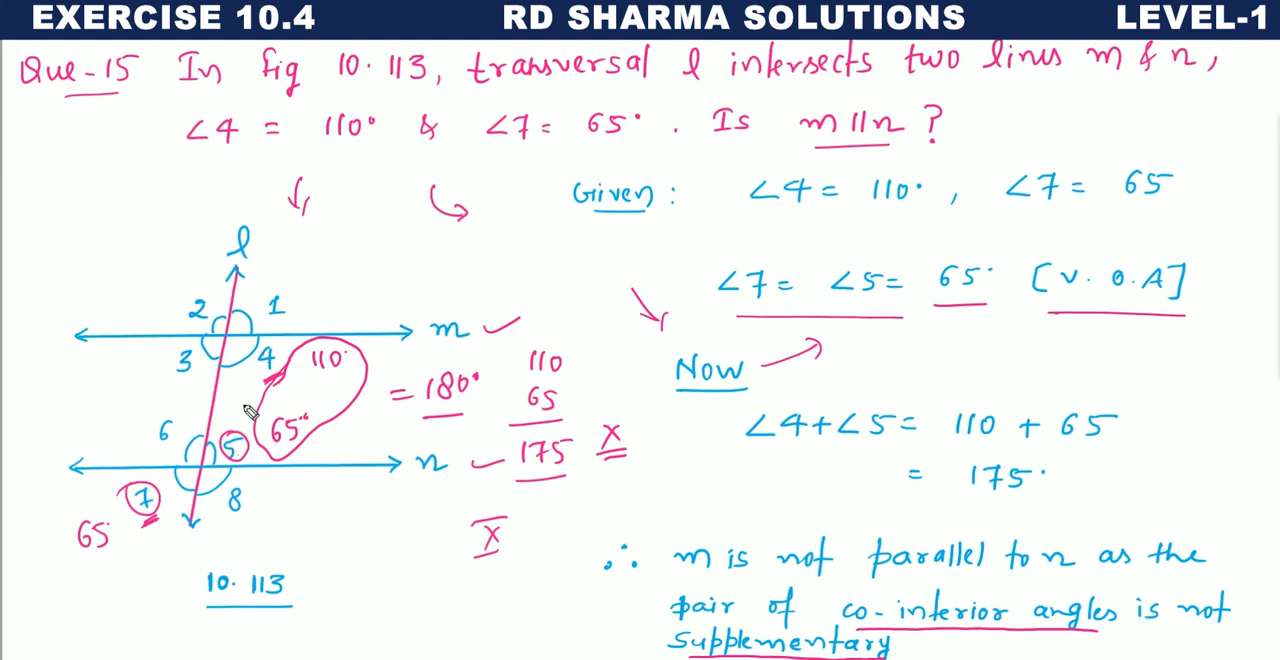 EXERCISE 10.4 RD SHARMA SOLUTIONS LEVEL-1
Que-15 In fig 10.113, transversal l intersects two lines m & n,
∠4 = 110° & ∠7 = 65°. Is m||n ?
Given : ∠4 = 110°, ∠7 = 65
∠7 = ∠5 = 65° [V.O.A]
Now
∠4+∠5 = 110 + 65
= 175°
∴ m is not parallel to n as the
pair of co-interior angles is not
supplementary
l
2 1
m ✓
3 4 110°
= 180°
110
65
175 X
6 5 65°
n ✓
7 8
65
X
10.113